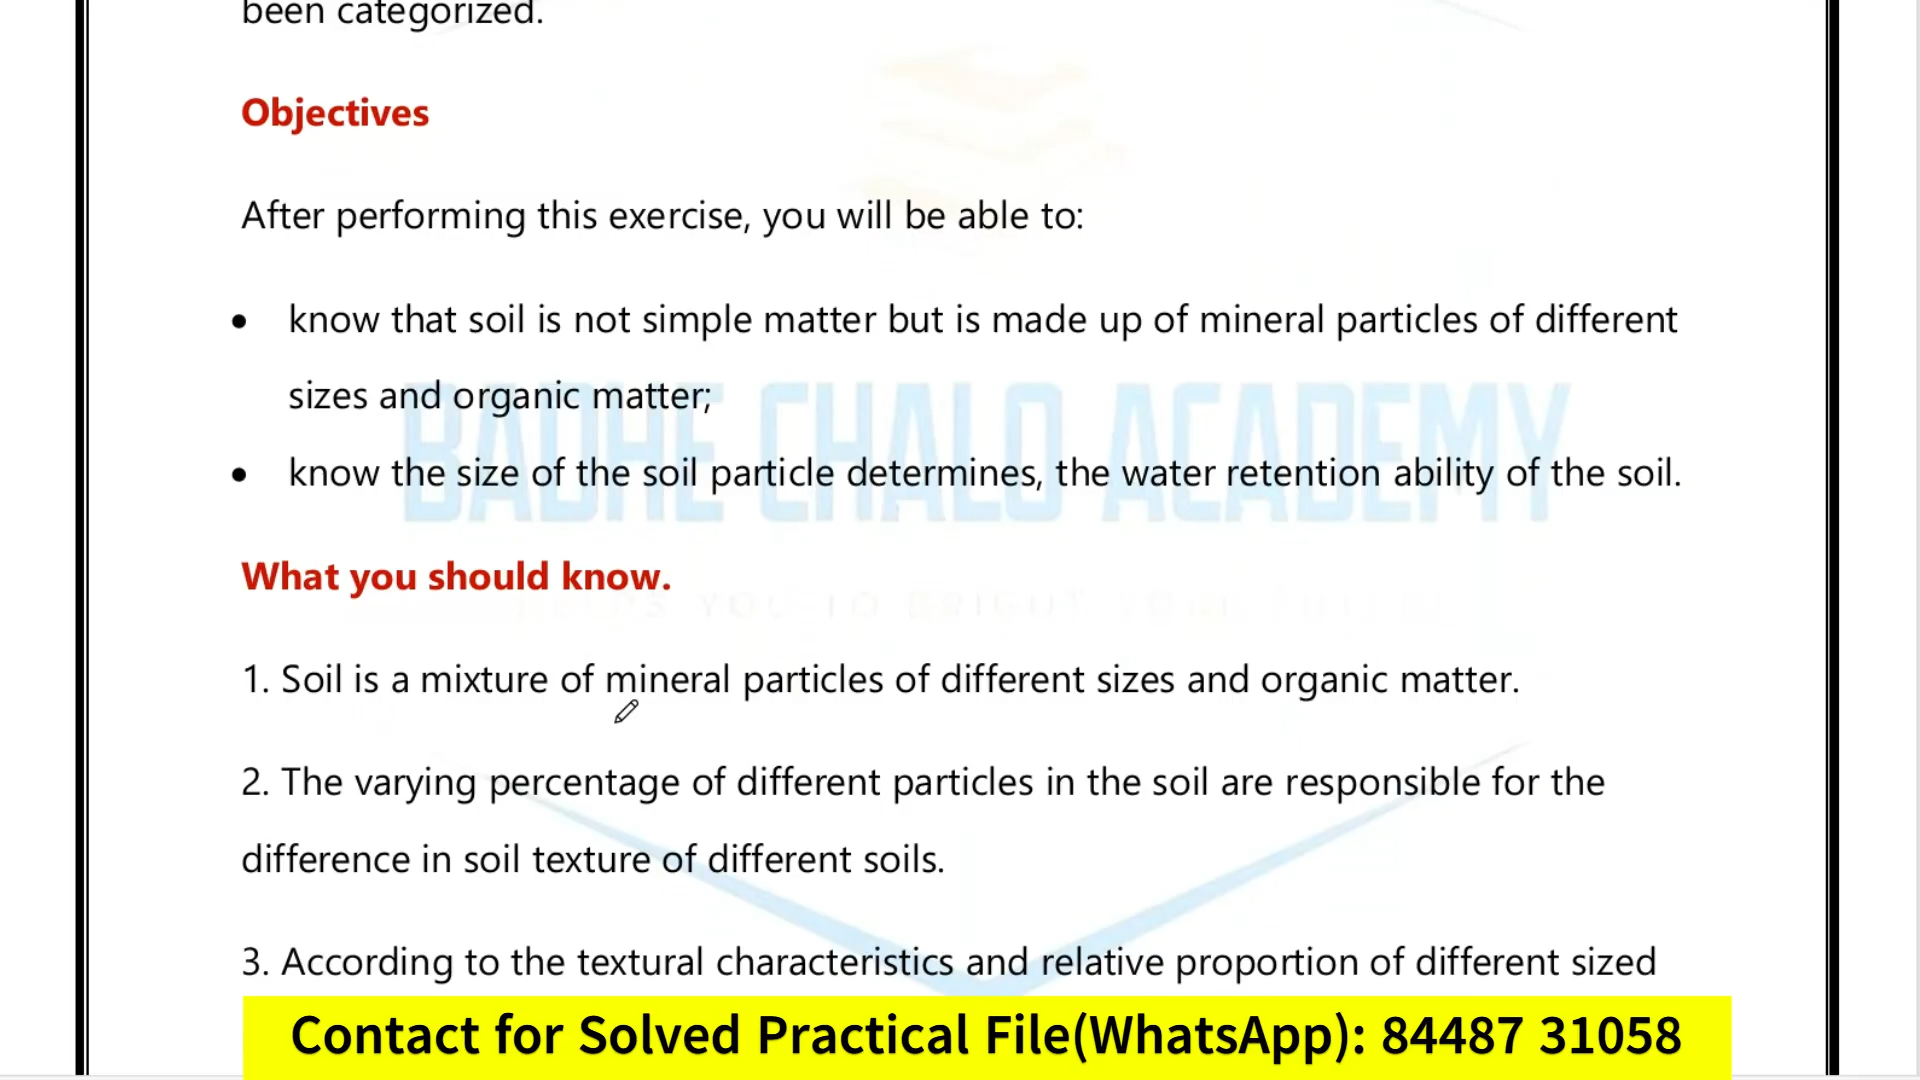 been categorized.
Objectives
After performing this exercise, you will be able to:
• know that soil is not simple matter but is made up of mineral particles of different
sizes and organic matter;
• know the size of the soil particle determines, the water retention ability of the soil.
BADHE CHALO ACADEMY
What you should know.
YOU TO BRIGHT
1. Soil is a mixture of mineral particles of different sizes and organic matter.
2. The varying percentage of different particles in the soil are responsible for the
difference in soil texture of different soils.
3. According to the textural characteristics and relative proportion of different sized
Contact for Solved Practical File(WhatsApp): 84487 31058